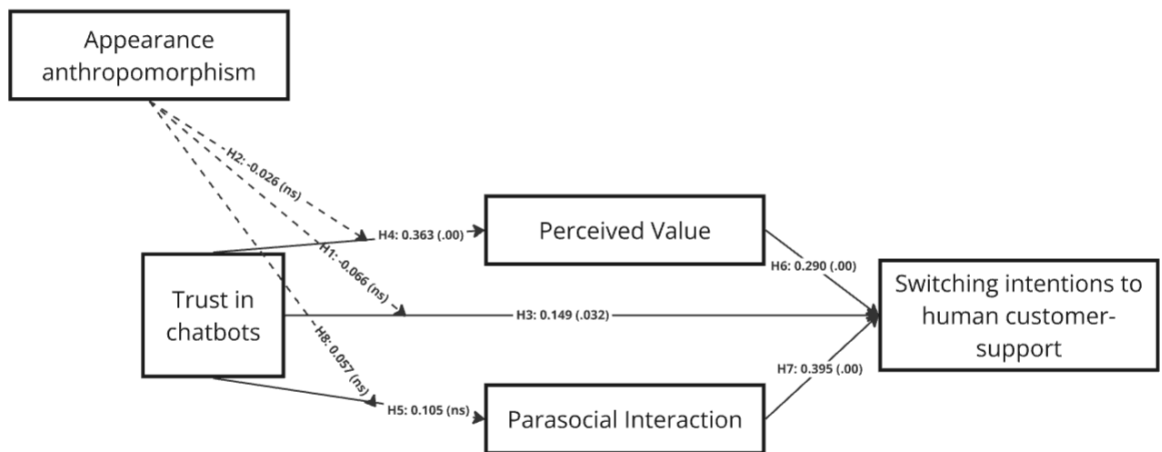 Appearance
anthropomorphism
H2: -0.026 (ns)
H4: 0.363 (.00)
Perceived Value
H1: -0.066 (ns)
H6: 0.290 (.00)
Trust in
chatbots
H3: 0.149 (.032)
Switching intentions to
human customer-
support
H8: 0.057 (ns)
H7: 0.395 (.00)
H5: 0.105 (ns)
Parasocial Interaction